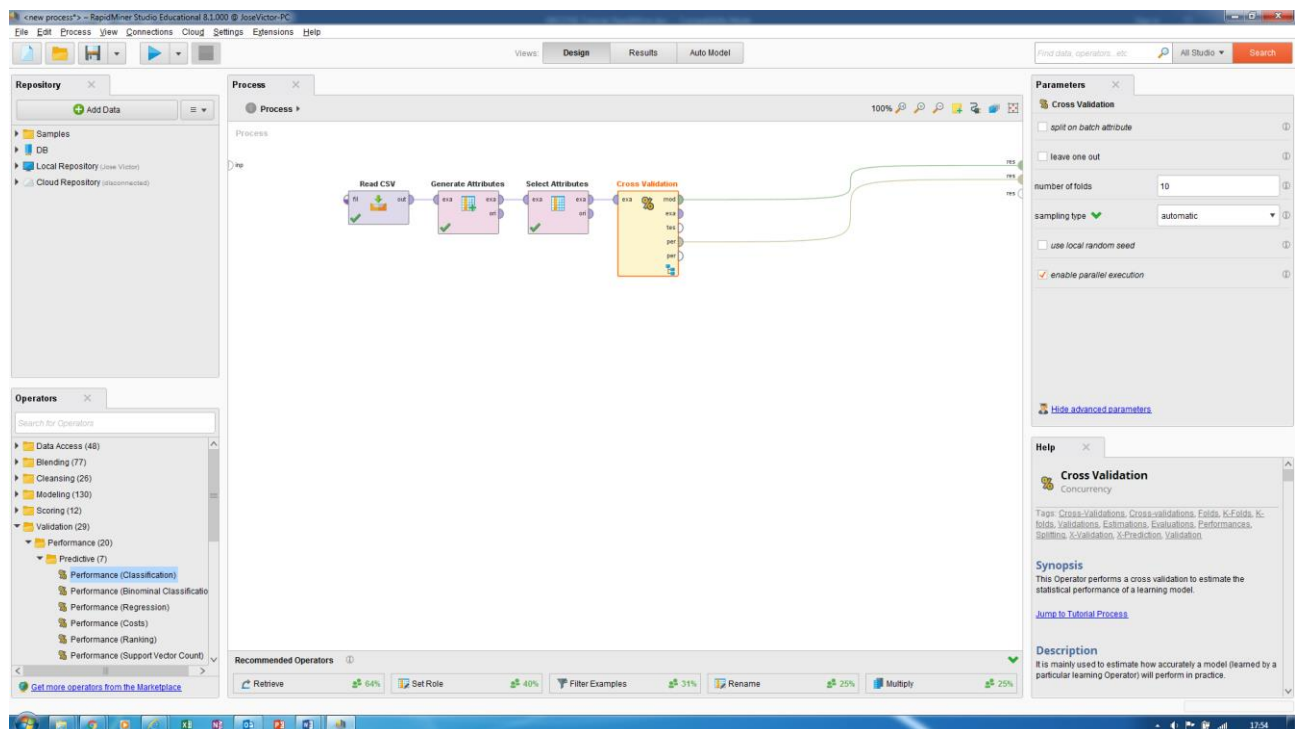 <new process*> – RapidMiner Studio Educational 8.1.000 @ JoseVictor-PC
File Edit Process View Connections Cloud Settings Extensions Help
Views: Design Results Auto Model
Find data, operators...etc All Studio Search
Repository
Add Data
Samples
DB
Local Repository (Jose Victor)
Cloud Repository (disconnected)
Operators
Search for Operators
Data Access (48)
Blending (77)
Cleansing (26)
Modeling (130)
Scoring (12)
Validation (29)
Performance (20)
Predictive (7)
Performance (Classification)
Performance (Binominal Classificatio
Performance (Regression)
Performance (Costs)
Performance (Ranking)
Performance (Support Vector Count)
Get more operators from the Marketplace
Process
Process
100%
Process
inp
res
res
res
Read CSV Generate Attributes Select Attributes Cross Validation
fil out exa exa exa exa exa mod
ori ori exa
tes
per
per
Recommended Operators
Retrieve 64% Set Role 40% Filter Examples 31% Rename 25% Multiply 25%
Parameters
Cross Validation
split on batch attribute
leave one out
number of folds 10
sampling type automatic
use local random seed
enable parallel execution
Hide advanced parameters
Help
Cross Validation
Concurrency
Tags: Cross-Validations, Cross-validations, Folds, K-Folds, K-
folds, Validations, Estimations, Evaluations, Performances,
Splitting, X-Validation, X-Prediction, Validation
Synopsis
This Operator performs a cross validation to estimate the
statistical performance of a learning model.
Jump to Tutorial Process
Description
It is mainly used to estimate how accurately a model (learned by a
particular learning Operator) will perform in practice.
17:54